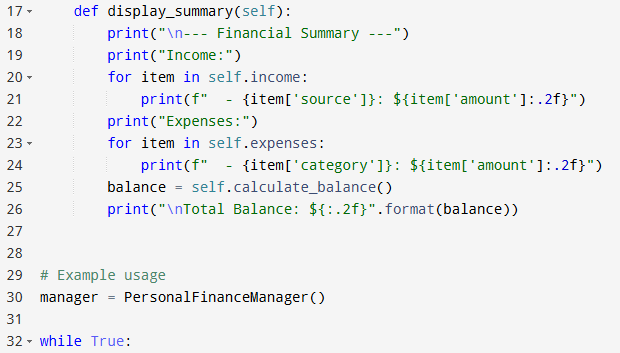 17    def display_summary(self):
18        print("\n--- Financial Summary ---")
19        print("Income:")
20        for item in self.income:
21            print(f"  - {item['source']}: ${item['amount']:.2f}")
22        print("Expenses:")
23        for item in self.expenses:
24            print(f"  - {item['category']}: ${item['amount']:.2f}")
25        balance = self.calculate_balance()
26        print("\nTotal Balance: ${:.2f}".format(balance))
27
28
29 # Example usage
30 manager = PersonalFinanceManager()
31
32 while True: